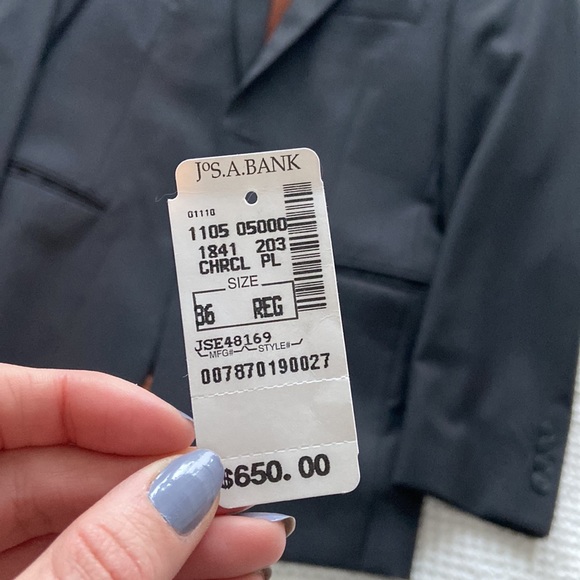 JoS.A.BANK
01110
1105 05000
1841 203
CHRCL PL
SIZE
36 REG
JSE48169
MFG# STYLE#
007870190027
$650.00